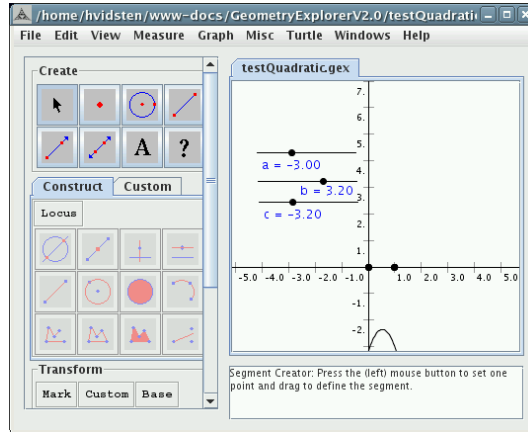 /home/hvidsten/www-docs/GeometryExplorerV2.0/testQuadratic
File Edit View Measure Graph Misc Turtle Windows Help
Create
A ?
Construct Custom
Locus
Transform
Mark Custom Base
testQuadratic.gex
7.
5.
a = -3.00
4.
b = 3.20
3.
c = -3.20
2.
1.
-5.0 -4.0 -3.0 -2.0 -1.0 1.0 2.0 3.0 4.0 5.0
-1.
-2.
Segment Creator: Press the (left) mouse button to set one
point and drag to define the segment.